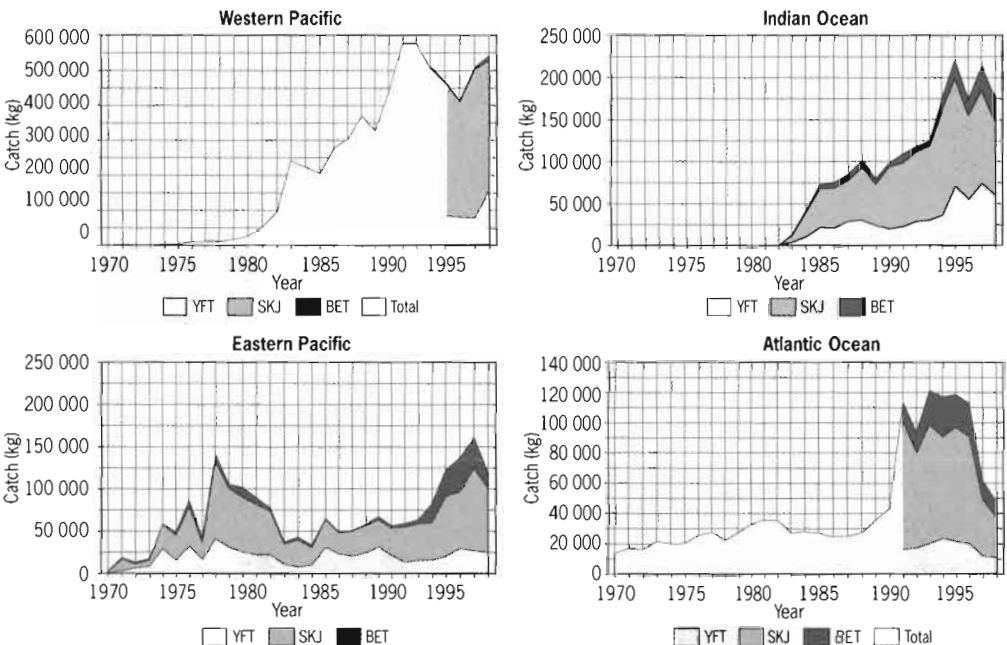 Western Pacific
600 000
500 000
400 000
300 000
200 000
100 000
0
Catch (kg)
1970 1975 1980 1985 1990 1995
Year
YFT SKJ BET Total
Indian Ocean
250 000
200 000
150 000
100 000
50 000
0
Catch (kg)
1970 1975 1980 1985 1990 1995
Year
YFT SKJ BET
Eastern Pacific
250 000
200 000
150 000
100 000
50 000
0
Catch (kg)
1970 1975 1980 1985 1990 1995
Year
YFT SKJ BET
Atlantic Ocean
140 000
120 000
100 000
80 000
60 000
40 000
20 000
0
Catch (kg)
1970 1975 1980 1985 1990 1995
Year
YFT SKJ BET Total